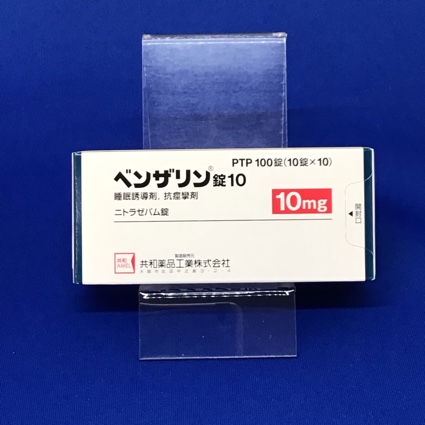 PTP 100錠(10錠×10)
ベンザリン®錠10
睡眠誘導剤, 抗痙攣剤
10mg
ニトラゼパム錠
開封口
製造販売元
共和薬品工業株式会社